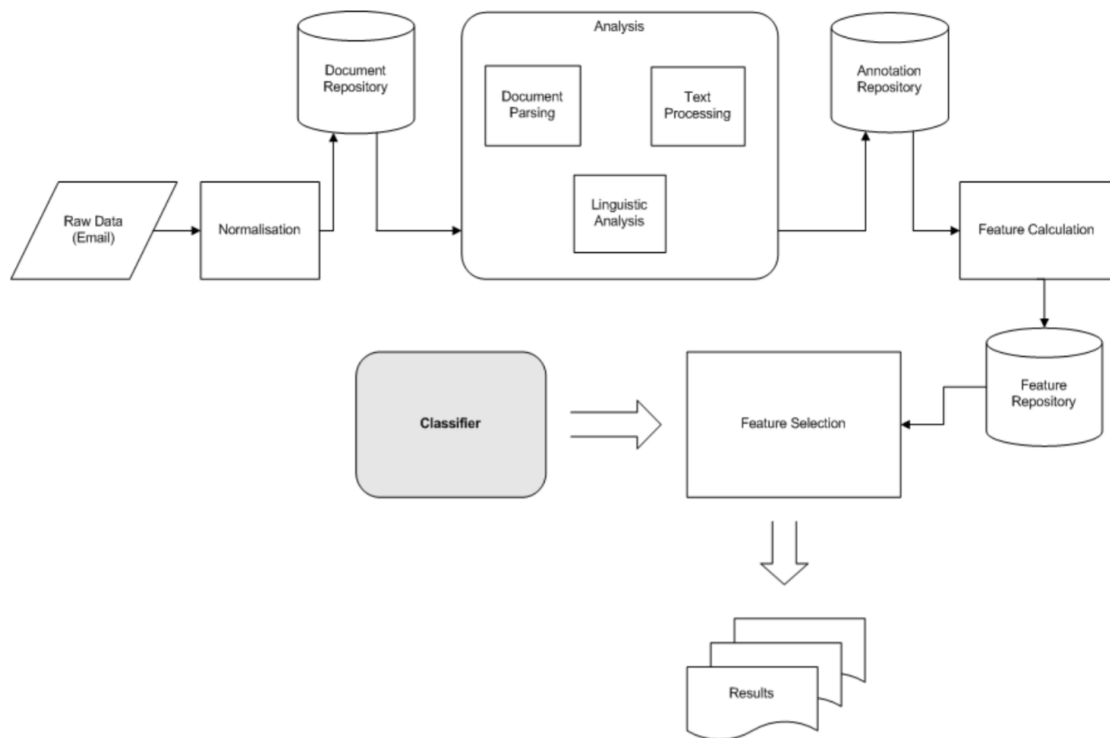 Analysis
Document
Repository
Document
Parsing
Text
Processing
Linguistic
Analysis
Annotation
Repository
Raw Data
(Email)
Normalisation
Feature Calculation
Classifier
Feature Selection
Feature
Repository
Results